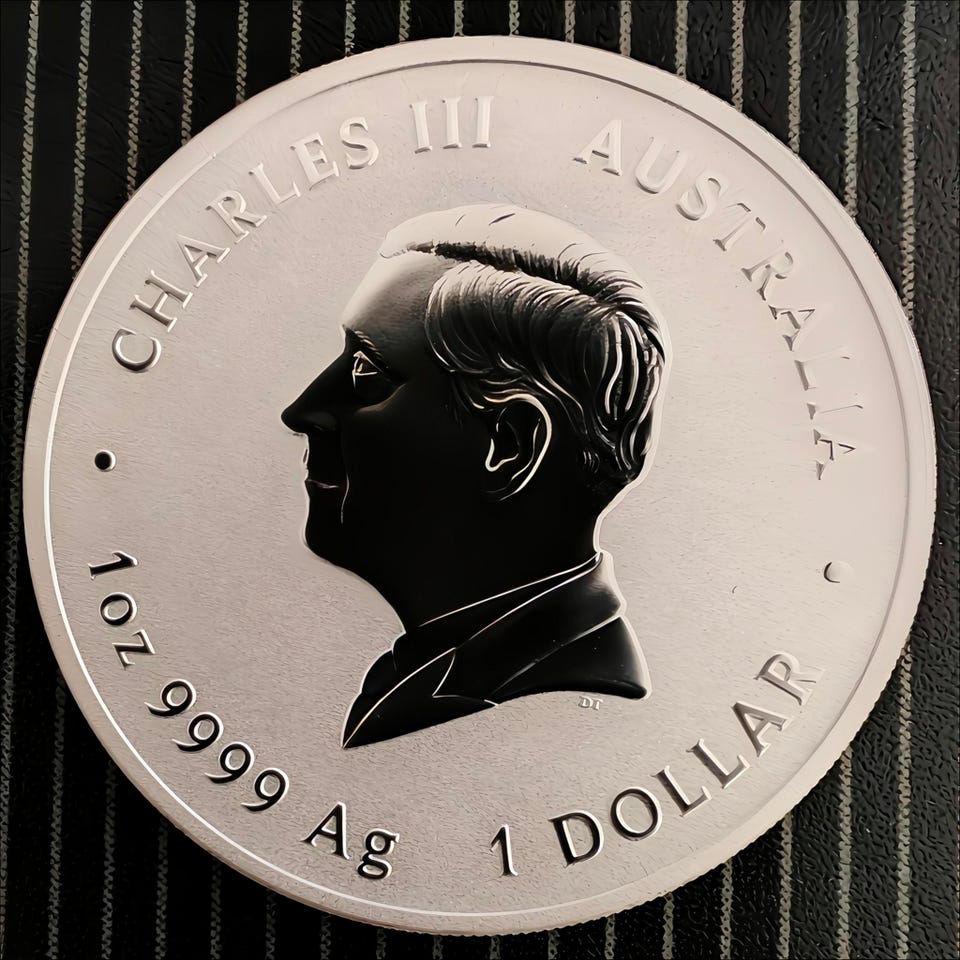 CHARLES III AUSTRALIA
1oz 9999 Ag 1 DOLLAR
DT